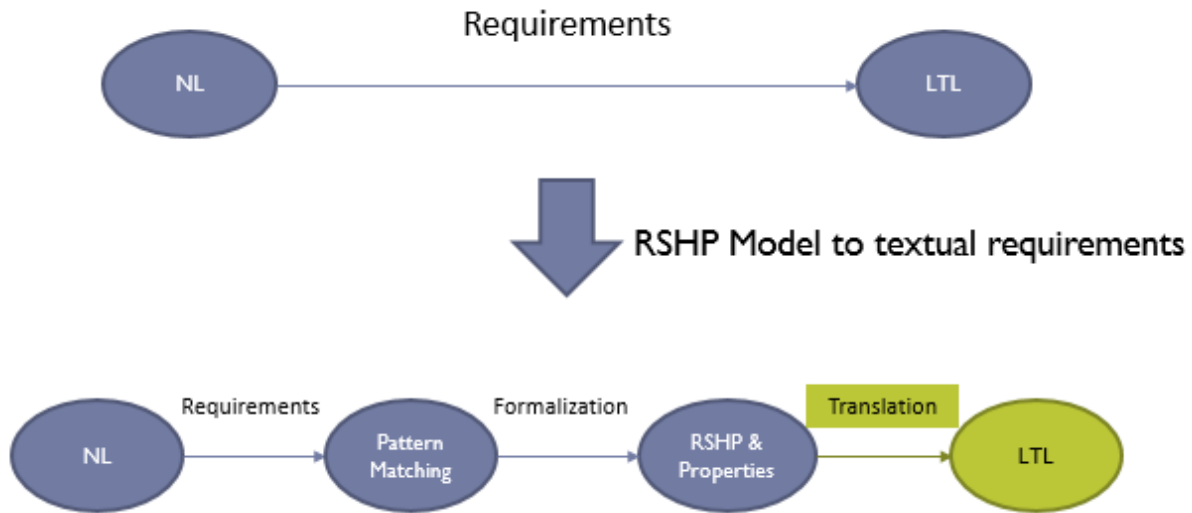 Requirements
NL
LTL
RSHP Model to textual requirements
Requirements
Formalization
Translation
NL
Pattern
Matching
RSHP &
Properties
LTL